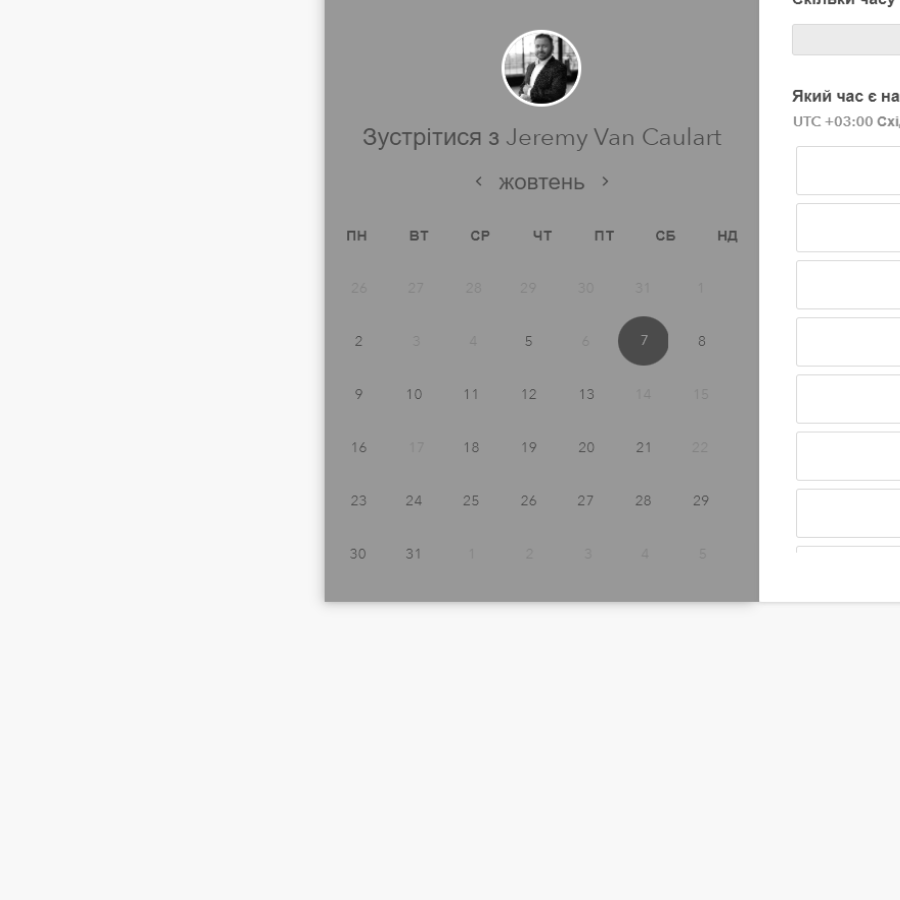 Зустрітися з Jeremy Van Caulart
жовтень
ПН ВТ СР ЧТ ПТ СБ НД
26 27 28 29 30 31 1
2 3 4 5 6 7 8
9 10 11 12 13 14 15
16 17 18 19 20 21 22
23 24 25 26 27 28 29
30 31 1 2 3 4 5
Скільки часу
Який час є на
UTC +03:00 Схі